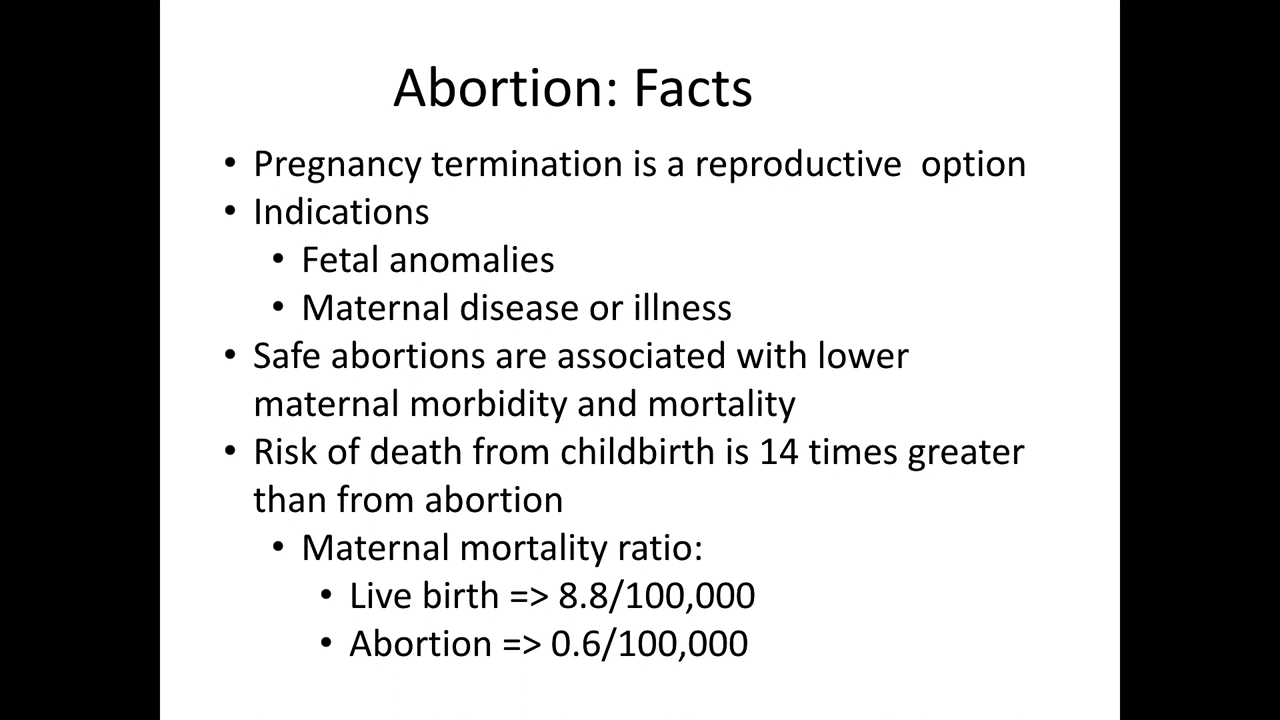 Abortion: Facts
• Pregnancy termination is a reproductive  option
• Indications
• Fetal anomalies
• Maternal disease or illness
• Safe abortions are associated with lower
maternal morbidity and mortality
• Risk of death from childbirth is 14 times greater
than from abortion
• Maternal mortality ratio:
• Live birth => 8.8/100,000
• Abortion => 0.6/100,000